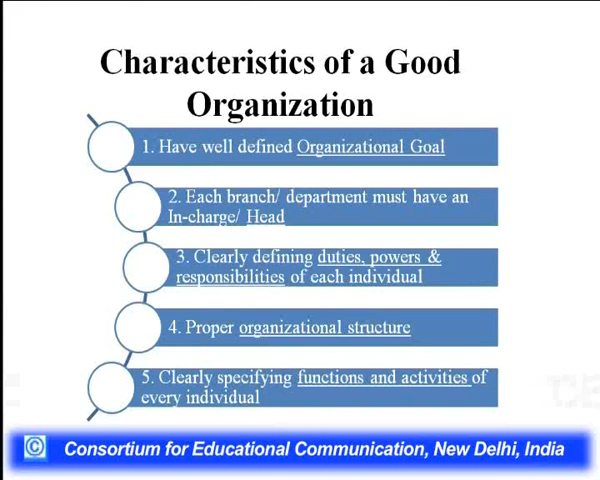 Characteristics of a Good
Organization
1. Have well defined Organizational Goal
2. Each branch/ department must have an
In-charge/ Head
3. Clearly defining duties, powers &
responsibilities of each individual
4. Proper organizational structure
5. Clearly specifying functions and activities of
every individual
© Consortium for Educational Communication, New Delhi, India